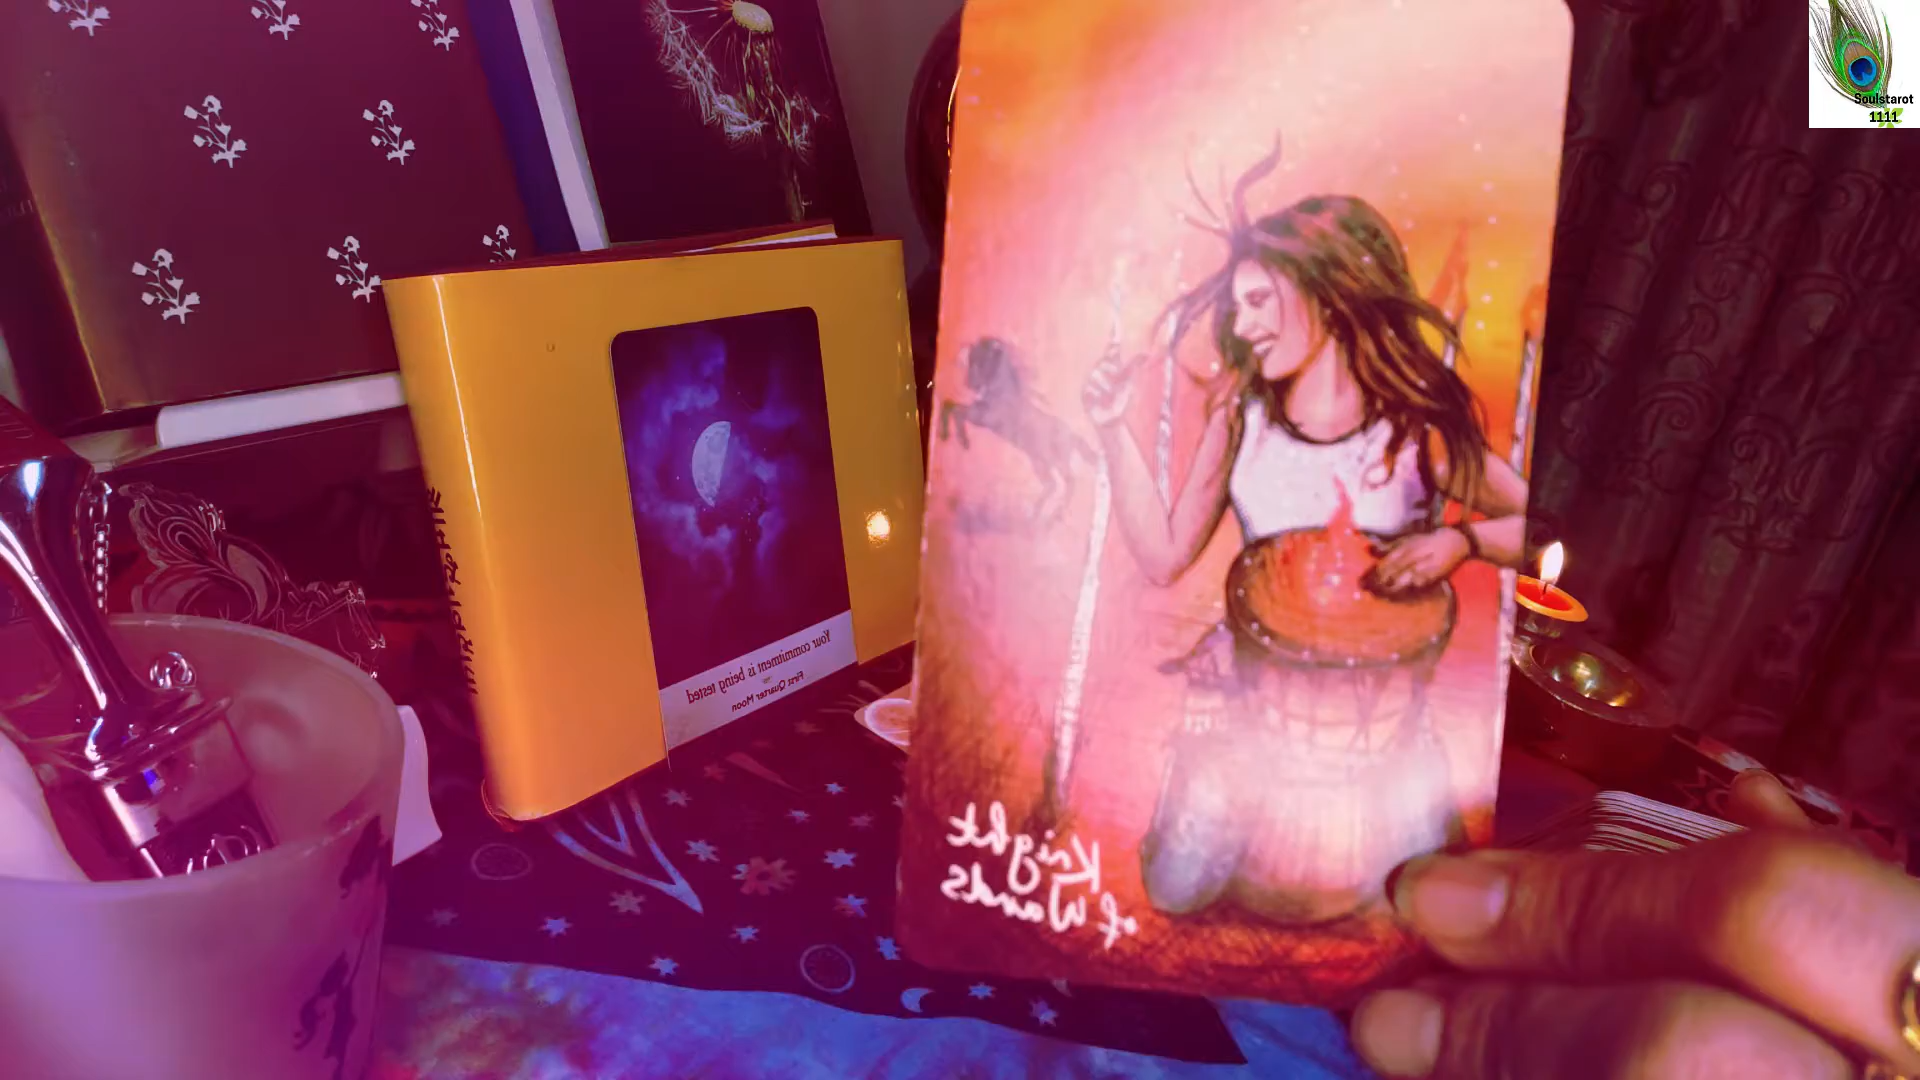 Soulstarot
1111
Your commitment is being tested
First Quarter Moon
Knight
of Wands